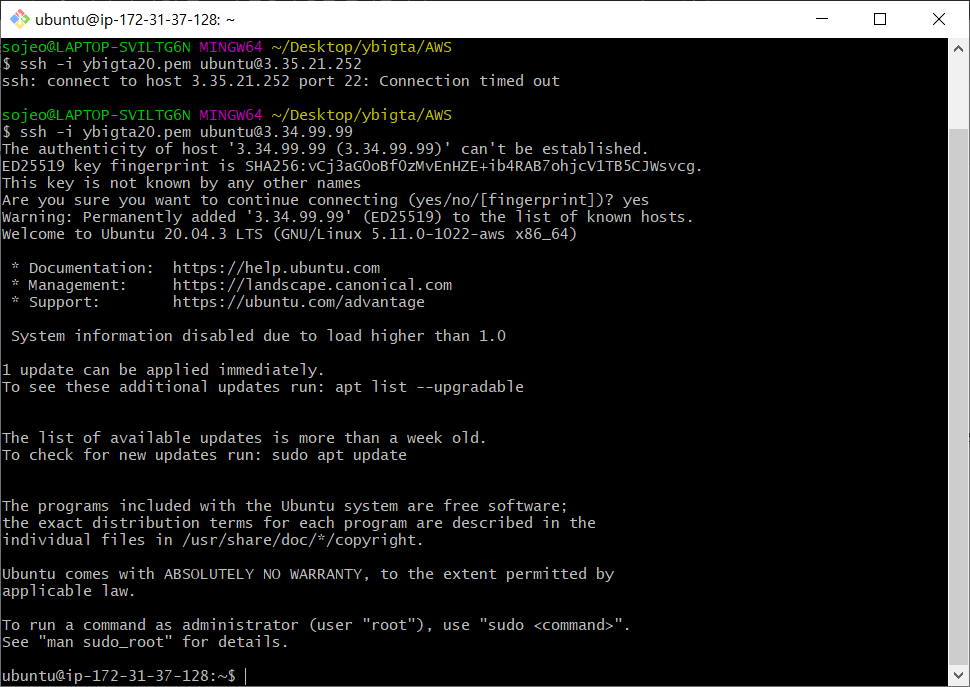 ubuntu@ip-172-31-37-128: ~
sojeo@LAPTOP-SVILTG6N MINGW64 ~/Desktop/ybigta/AWS
$ ssh -i ybigta20.pem ubuntu@3.35.21.252
ssh: connect to host 3.35.21.252 port 22: Connection timed out
sojeo@LAPTOP-SVILTG6N MINGW64 ~/Desktop/ybigta/AWS
$ ssh -i ybigta20.pem ubuntu@3.34.99.99
The authenticity of host '3.34.99.99 (3.34.99.99)' can't be established.
ED25519 key fingerprint is SHA256:vCj3aGOoBf0zMvEnHZE+ib4RAB7ohjcV1TB5CJWsvcg.
This key is not known by any other names
Are you sure you want to continue connecting (yes/no/[fingerprint])? yes
Warning: Permanently added '3.34.99.99' (ED25519) to the list of known hosts.
Welcome to Ubuntu 20.04.3 LTS (GNU/Linux 5.11.0-1022-aws x86_64)
* Documentation:  https://help.ubuntu.com
* Management:     https://landscape.canonical.com
* Support:        https://ubuntu.com/advantage
System information disabled due to load higher than 1.0
1 update can be applied immediately.
To see these additional updates run: apt list --upgradable
The list of available updates is more than a week old.
To check for new updates run: sudo apt update
The programs included with the Ubuntu system are free software;
the exact distribution terms for each program are described in the
individual files in /usr/share/doc/*/copyright.
Ubuntu comes with ABSOLUTELY NO WARRANTY, to the extent permitted by
applicable law.
To run a command as administrator (user "root"), use "sudo <command>".
See "man sudo_root" for details.
ubuntu@ip-172-31-37-128:~$